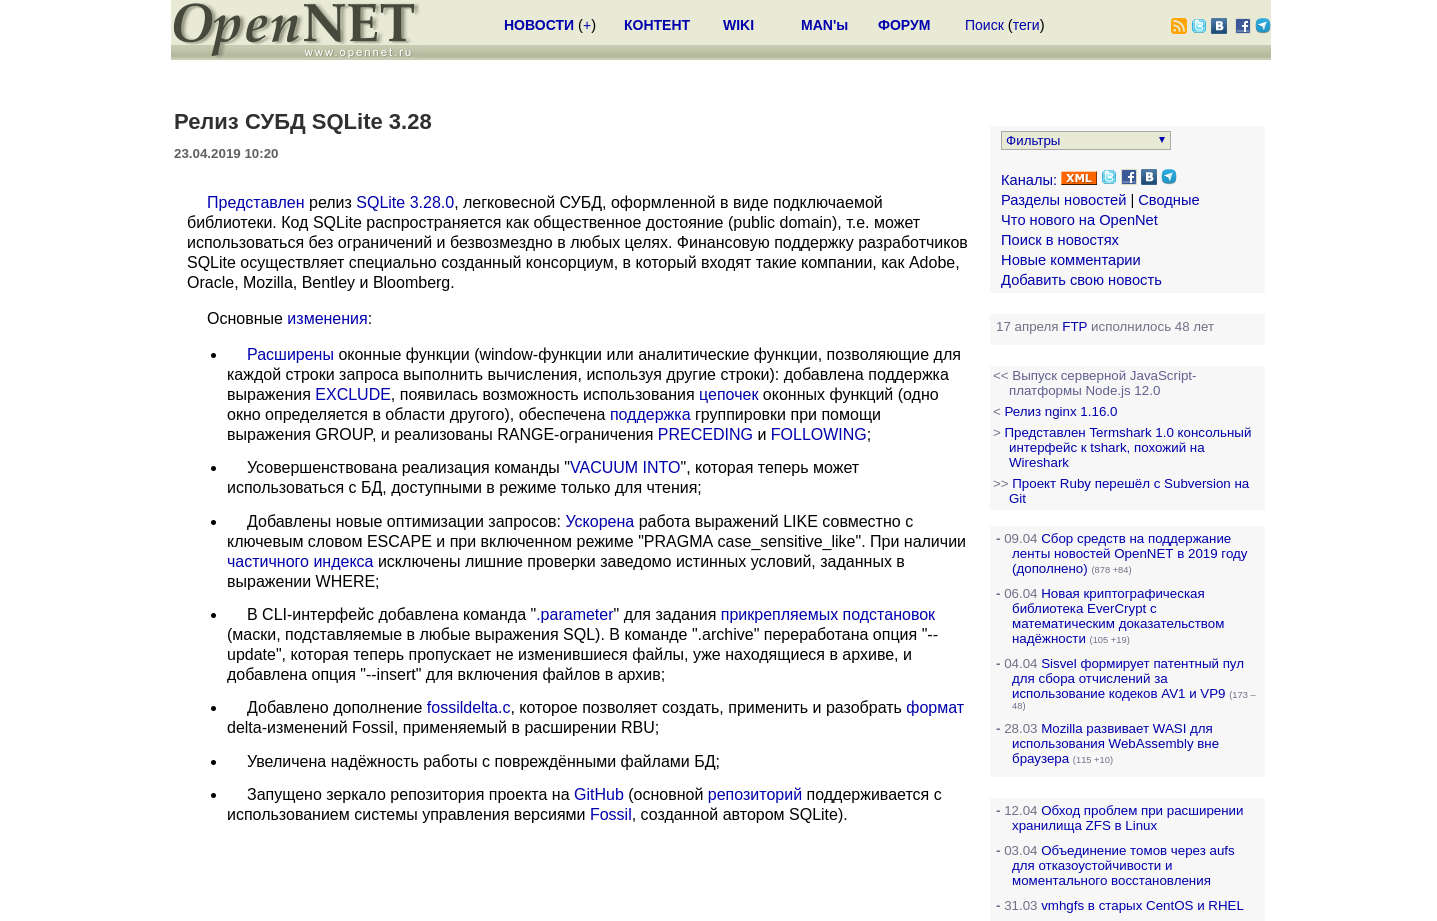 OpenNET
www.opennet.ru
НОВОСТИ (+)
КОНТЕНТ
WIKI
MAN'ы
ФОРУМ
Поиск (теги)
Релиз СУБД SQLite 3.28
23.04.2019 10:20
Представлен релиз SQLite 3.28.0, легковесной СУБД, оформленной в виде подключаемой
библиотеки. Код SQLite распространяется как общественное достояние (public domain), т.е. может
использоваться без ограничений и безвозмездно в любых целях. Финансовую поддержку разработчиков
SQLite осуществляет специально созданный консорциум, в который входят такие компании, как Adobe,
Oracle, Mozilla, Bentley и Bloomberg.
Основные изменения:
Расширены оконные функции (window-функции или аналитические функции, позволяющие для
каждой строки запроса выполнить вычисления, используя другие строки): добавлена поддержка
выражения EXCLUDE, появилась возможность использования цепочек оконных функций (одно
окно определяется в области другого), обеспечена поддержка группировки при помощи
выражения GROUP, и реализованы RANGE-ограничения PRECEDING и FOLLOWING;
Усовершенствована реализация команды "VACUUM INTO", которая теперь может
использоваться с БД, доступными в режиме только для чтения;
Добавлены новые оптимизации запросов: Ускорена работа выражений LIKE совместно с
ключевым словом ESCAPE и при включенном режиме "PRAGMA case_sensitive_like". При наличии
частичного индекса исключены лишние проверки заведомо истинных условий, заданных в
выражении WHERE;
В CLI-интерфейс добавлена команда ".parameter" для задания прикрепляемых подстановок
(маски, подставляемые в любые выражения SQL). В команде ".archive" переработана опция "--
update", которая теперь пропускает не изменившиеся файлы, уже находящиеся в архиве, и
добавлена опция "--insert" для включения файлов в архив;
Добавлено дополнение fossildelta.c, которое позволяет создать, применить и разобрать формат
delta-изменений Fossil, применяемый в расширении RBU;
Увеличена надёжность работы с повреждёнными файлами БД;
Запущено зеркало репозитория проекта на GitHub (основной репозиторий поддерживается с
использованием системы управления версиями Fossil, созданной автором SQLite).
Фильтры
Каналы: XML
Разделы новостей | Сводные
Что нового на OpenNet
Поиск в новостях
Новые комментарии
Добавить свою новость
17 апреля FTP исполнилось 48 лет
<< Выпуск серверной JavaScript-
платформы Node.js 12.0
< Релиз nginx 1.16.0
> Представлен Termshark 1.0 консольный
интерфейс к tshark, похожий на
Wireshark
>> Проект Ruby перешёл с Subversion на
Git
- 09.04 Сбор средств на поддержание
ленты новостей OpenNET в 2019 году
(дополнено) (878 +84)
- 06.04 Новая криптографическая
библиотека EverCrypt с
математическим доказательством
надёжности (105 +19)
- 04.04 Sisvel формирует патентный пул
для сбора отчислений за
использование кодеков AV1 и VP9 (173 –
48)
- 28.03 Mozilla развивает WASI для
использования WebAssembly вне
браузера (115 +10)
- 12.04 Обход проблем при расширении
хранилища ZFS в Linux
- 03.04 Объединение томов через aufs
для отказоустойчивости и
моментального восстановления
- 31.03 vmhgfs в старых CentOS и RHEL